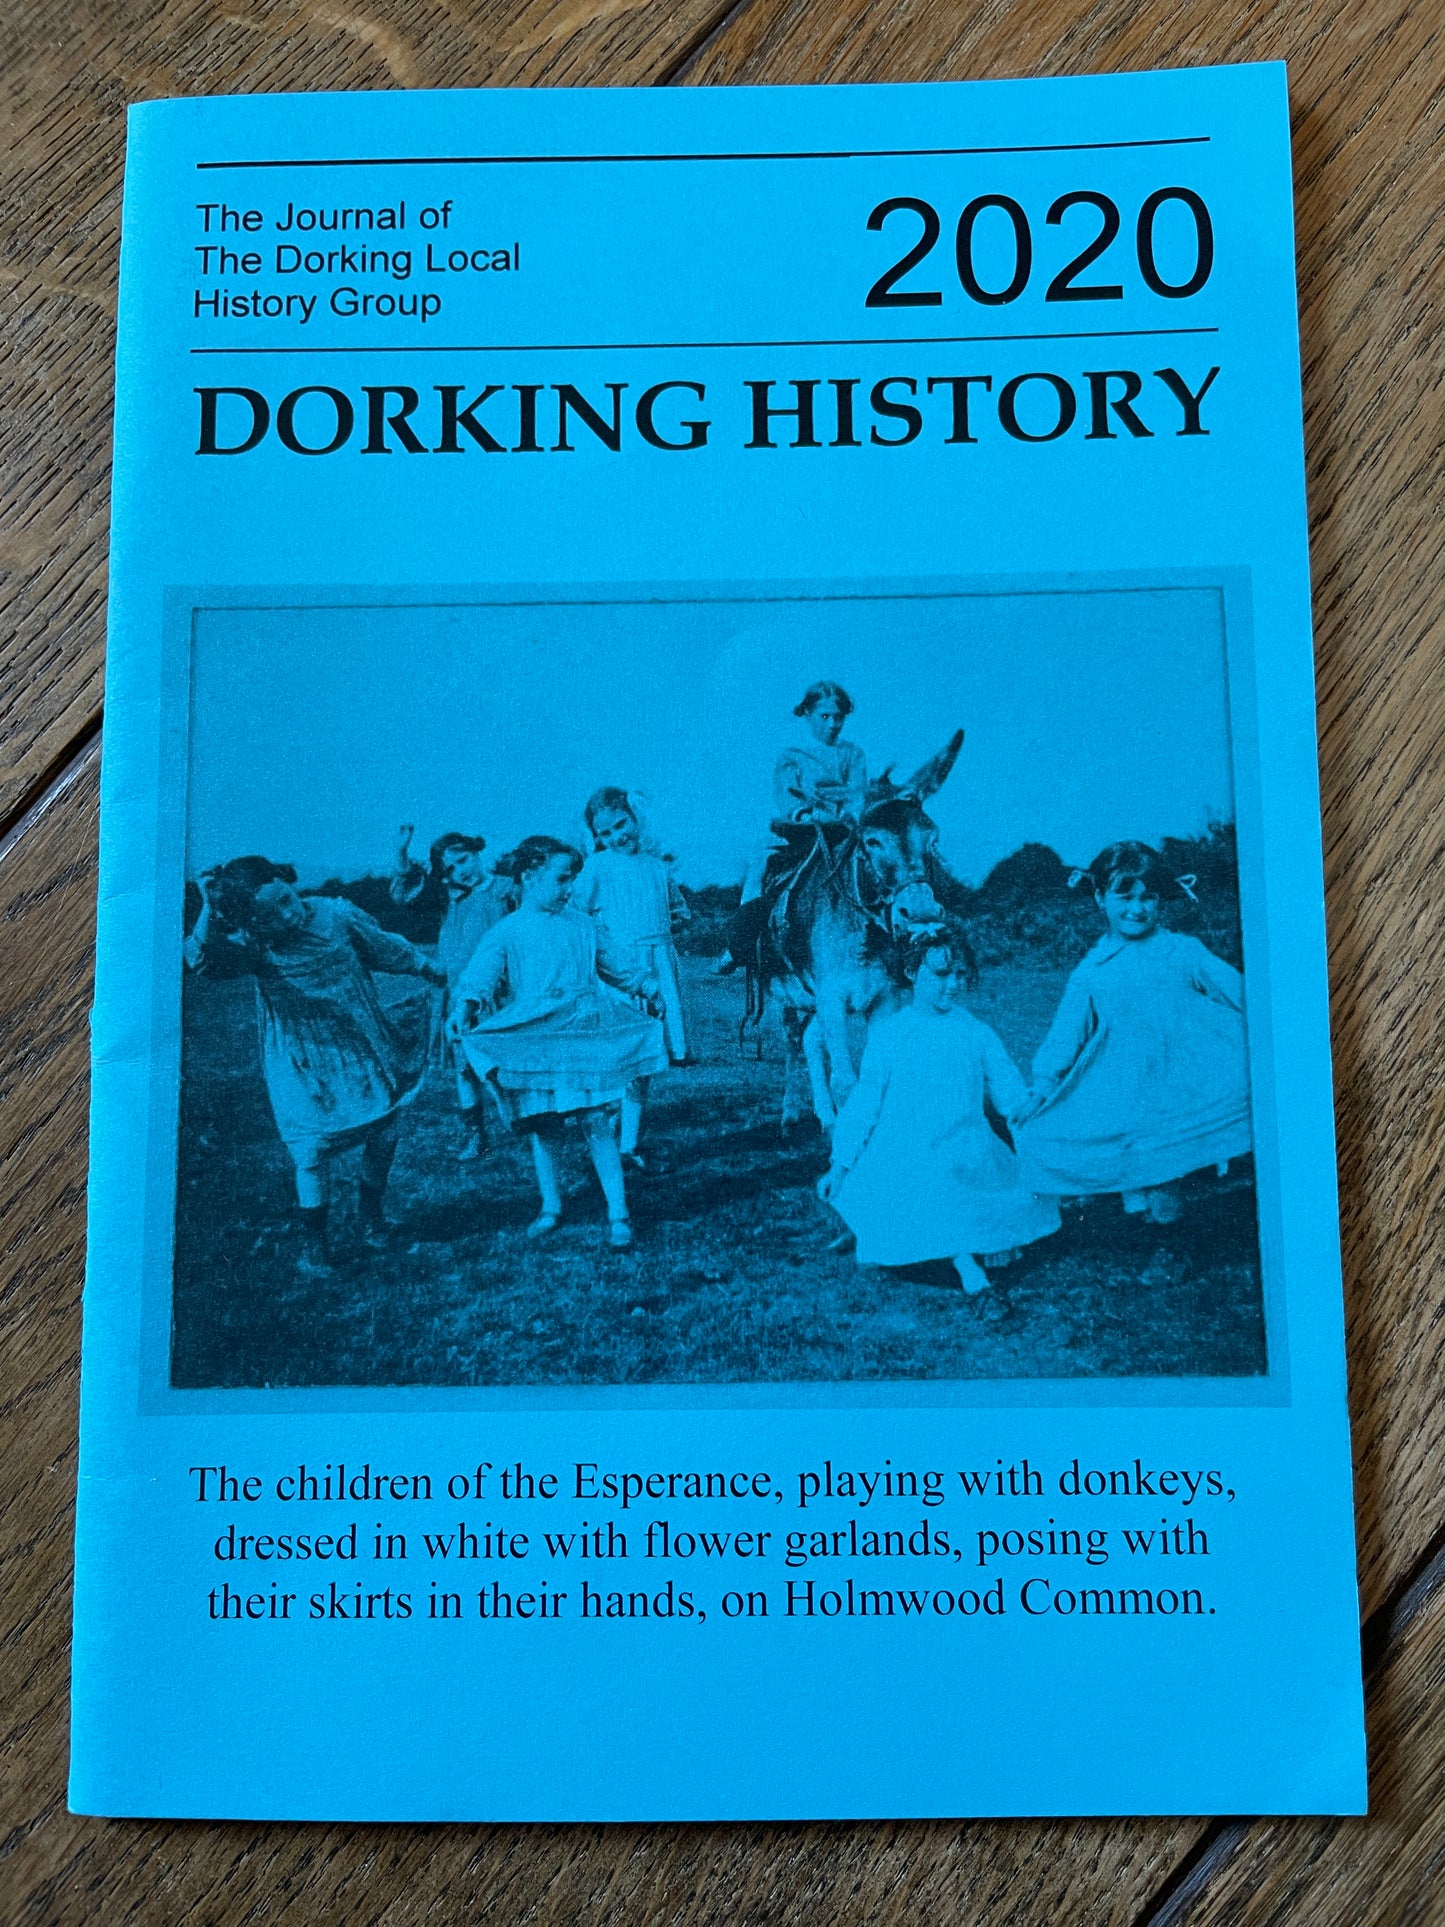 The Journal of
The Dorking Local
History Group
2020
DORKING HISTORY
The children of the Esperance, playing with donkeys,
dressed in white with flower garlands, posing with
their skirts in their hands, on Holmwood Common.